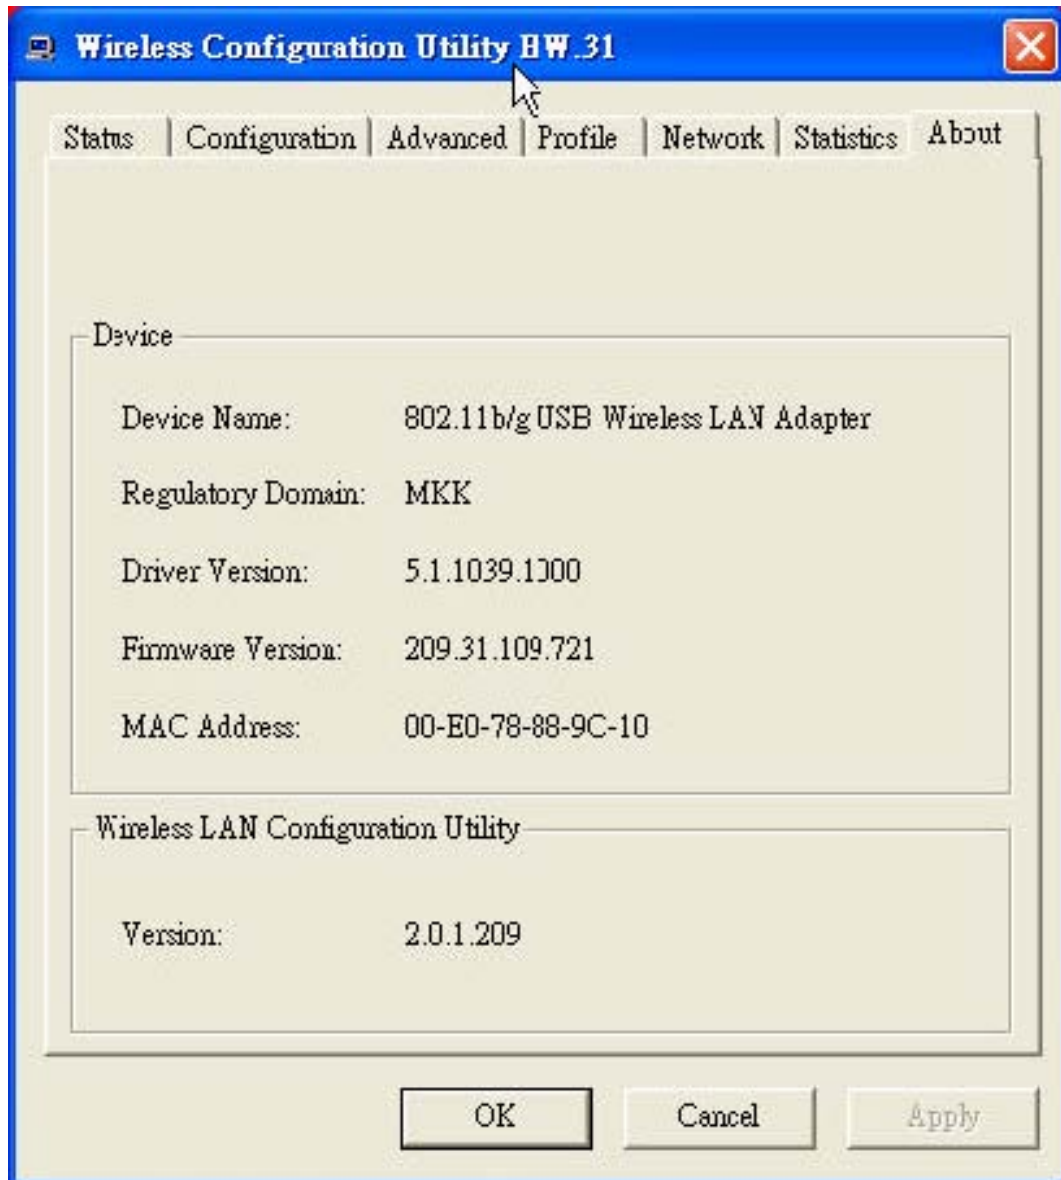 Wireless Configuration Utility HW.31
Status Configuration Advanced Profile Network Statistics About
Device
Device Name: 802.11b/g USB Wireless LAN Adapter
Regulatory Domain: MKK
Driver Version: 5.1.1039.1000
Firmware Version: 209.31.109.721
MAC Address: 00-E0-78-88-9C-10
Wireless LAN Configuration Utility
Version: 2.0.1.209
OK Cancel Apply